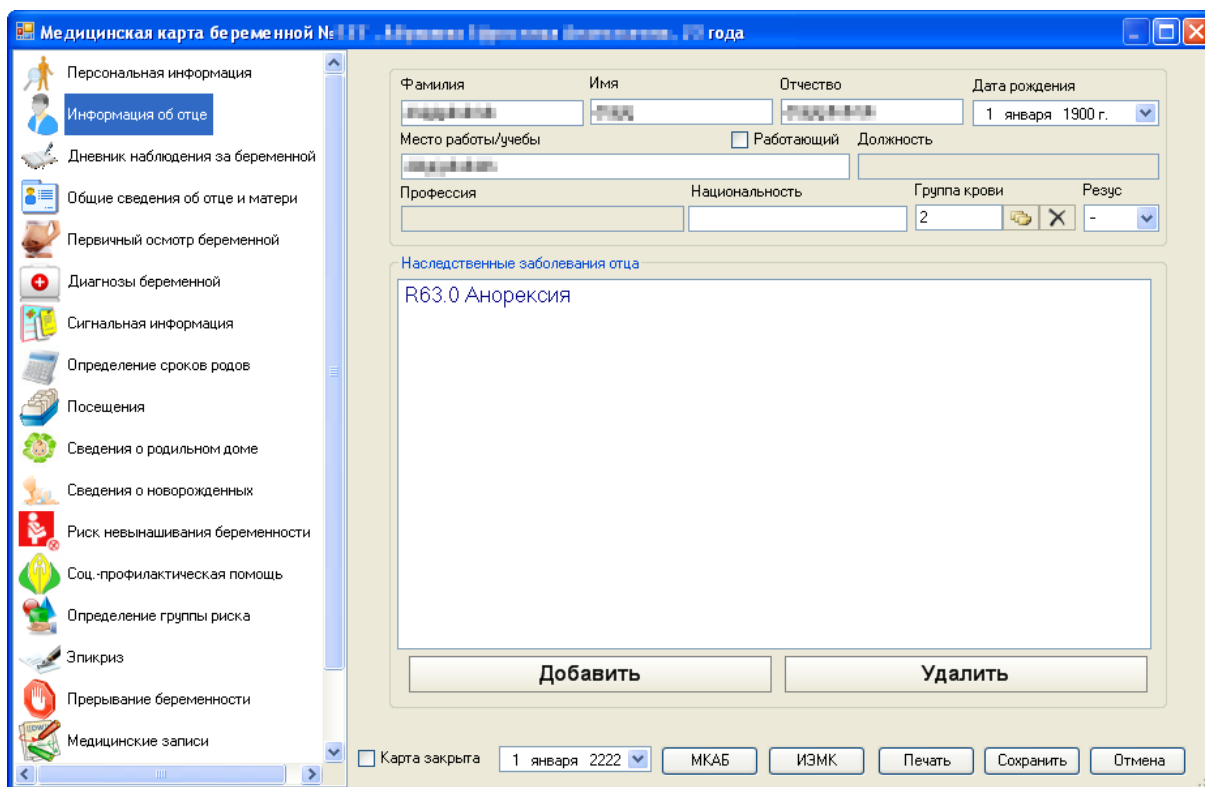 Медицинская карта беременной № года
Персональная информация
Информация об отце
Дневник наблюдения за беременной
Общие сведения об отце и матери
Первичный осмотр беременной
Диагнозы беременной
Сигнальная информация
Определение сроков родов
Посещения
Сведения о родильном доме
Сведения о новорожденных
Риск невынашивания беременности
Соц.-профилактическая помощь
Определение группы риска
Эпикриз
Прерывание беременности
Медицинские записи
Фамилия Имя Отчество Дата рождения
1 января 1900 г.
Место работы/учебы Работающий Должность
Профессия Национальность Группа крови Резус
2 -
Наследственные заболевания отца
R63.0 Анорексия
Добавить Удалить
Карта закрыта 1 января 2222 МКАБ ИЭМК Печать Сохранить Отмена